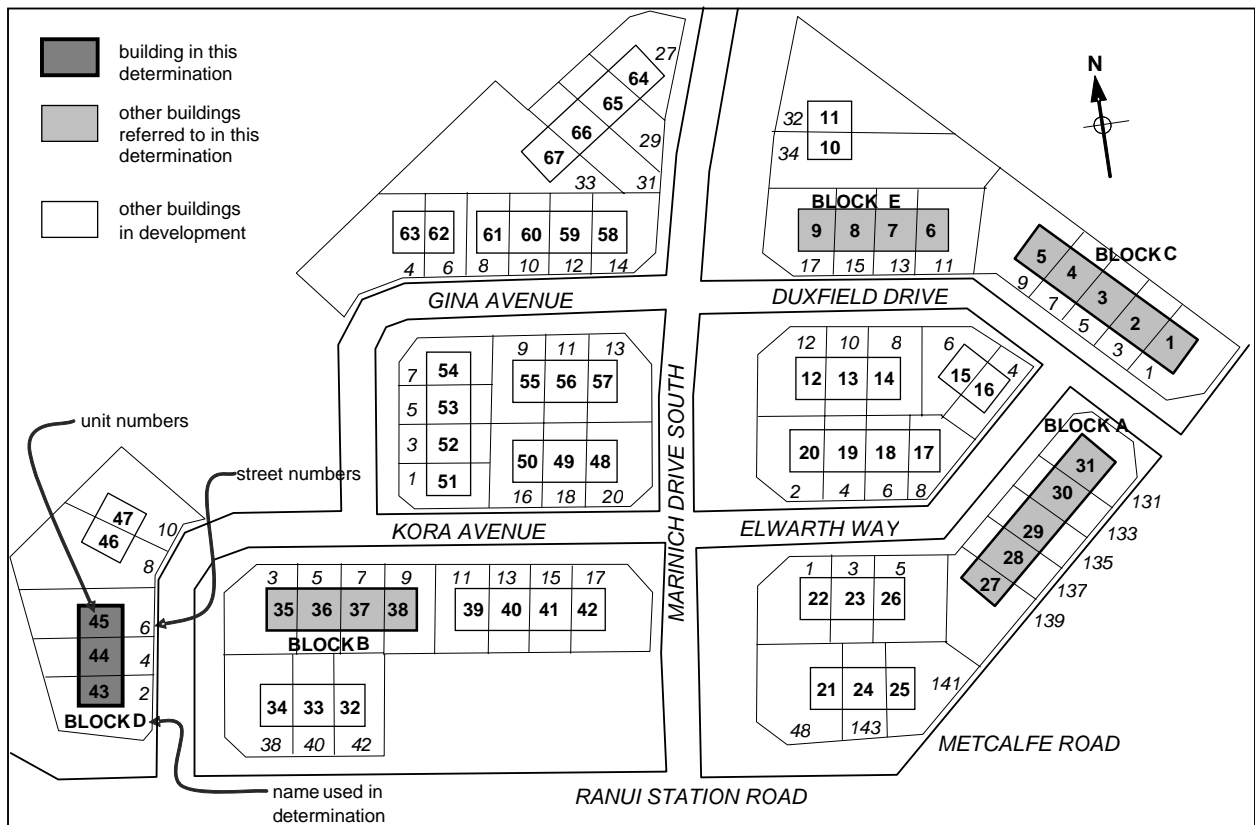 building in this
determination
other buildings
referred to in this
determination
other buildings
in development
N
27
64
65
66
67
29
31
33
32 11
34 10
BLOCK E
9 8 7 6
17 15 13 11
BLOCK C
5 4 3 2 1
9 7 5 3 1
63 62 61 60 59 58
4 6 8 10 12 14
GINA AVENUE
DUXFIELD DRIVE
9 11 13
55 56 57
7 54
5 53
3 52
1 51
50 49 48
16 18 20
12 10 8
12 13 14
6 4
15 16
20 19 18 17
2 4 6 8
MARINICH DRIVE SOUTH
BLOCK A
31 30 29 28 27
131
133
135
137
139
unit numbers
street numbers
KORA AVENUE
ELWARTH WAY
47 10
46 8
45 6
44 4
43 2
BLOCK D
3 5 7 9
35 36 37 38
BLOCK B
11 13 15 17
39 40 41 42
34 33 32
38 40 42
1 3 5
22 23 26
21 24 25
48 143
141
METCALFE ROAD
name used in
determination
RANUI STATION ROAD